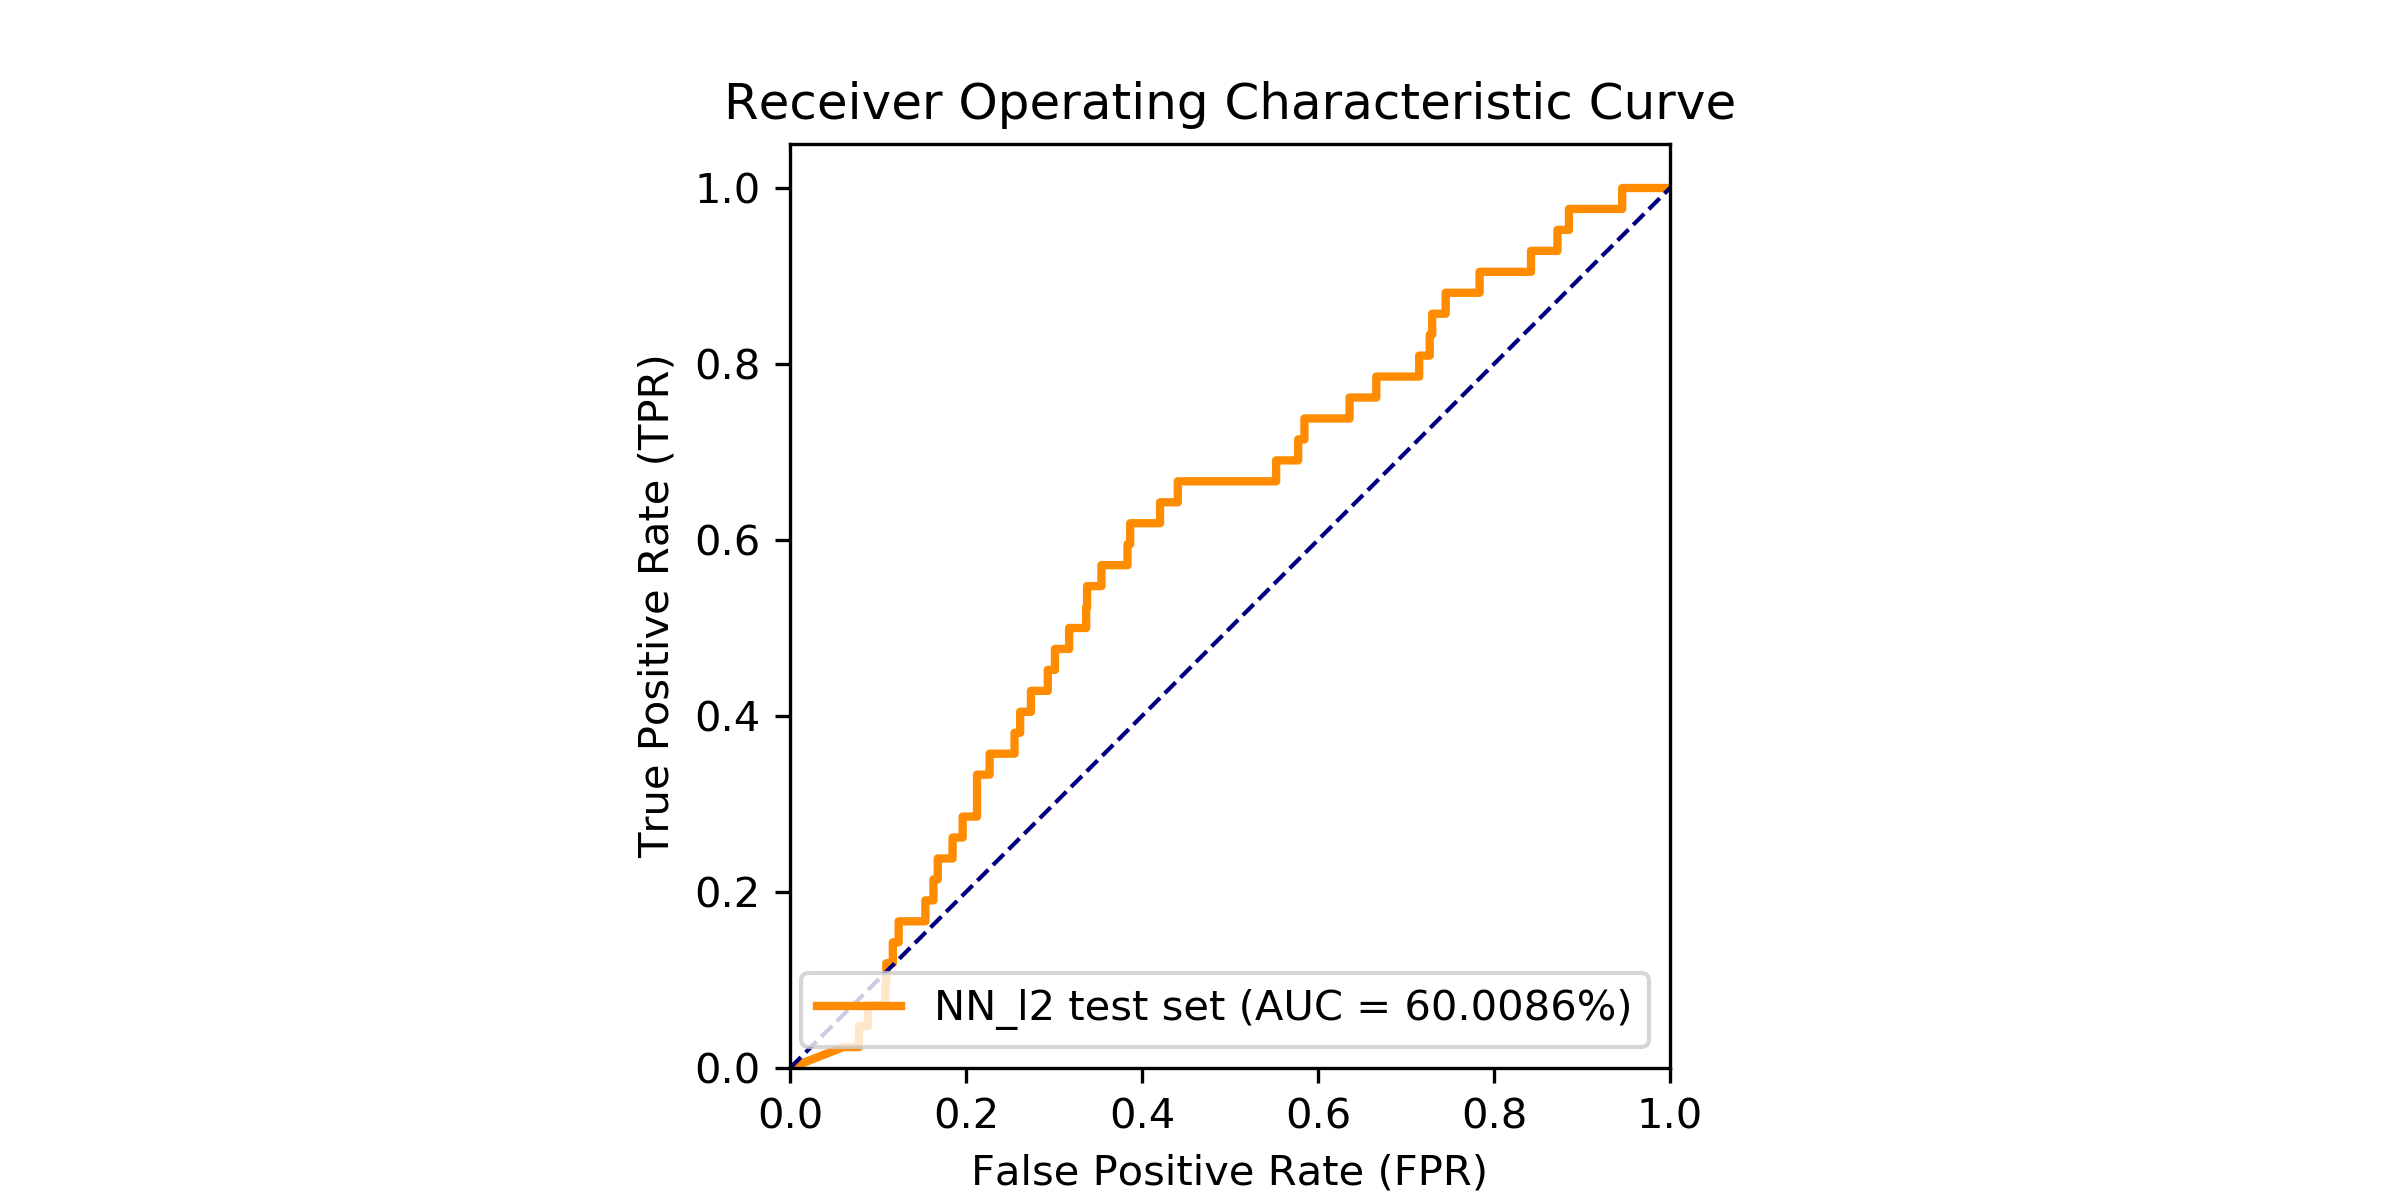 Receiver Operating Characteristic Curve
1.0
0.8
0.6
0.4
0.2
0.0
True Positive Rate (TPR)
NN_l2 test set (AUC = 60.0086%)
0.0 0.2 0.4 0.6 0.8 1.0
False Positive Rate (FPR)